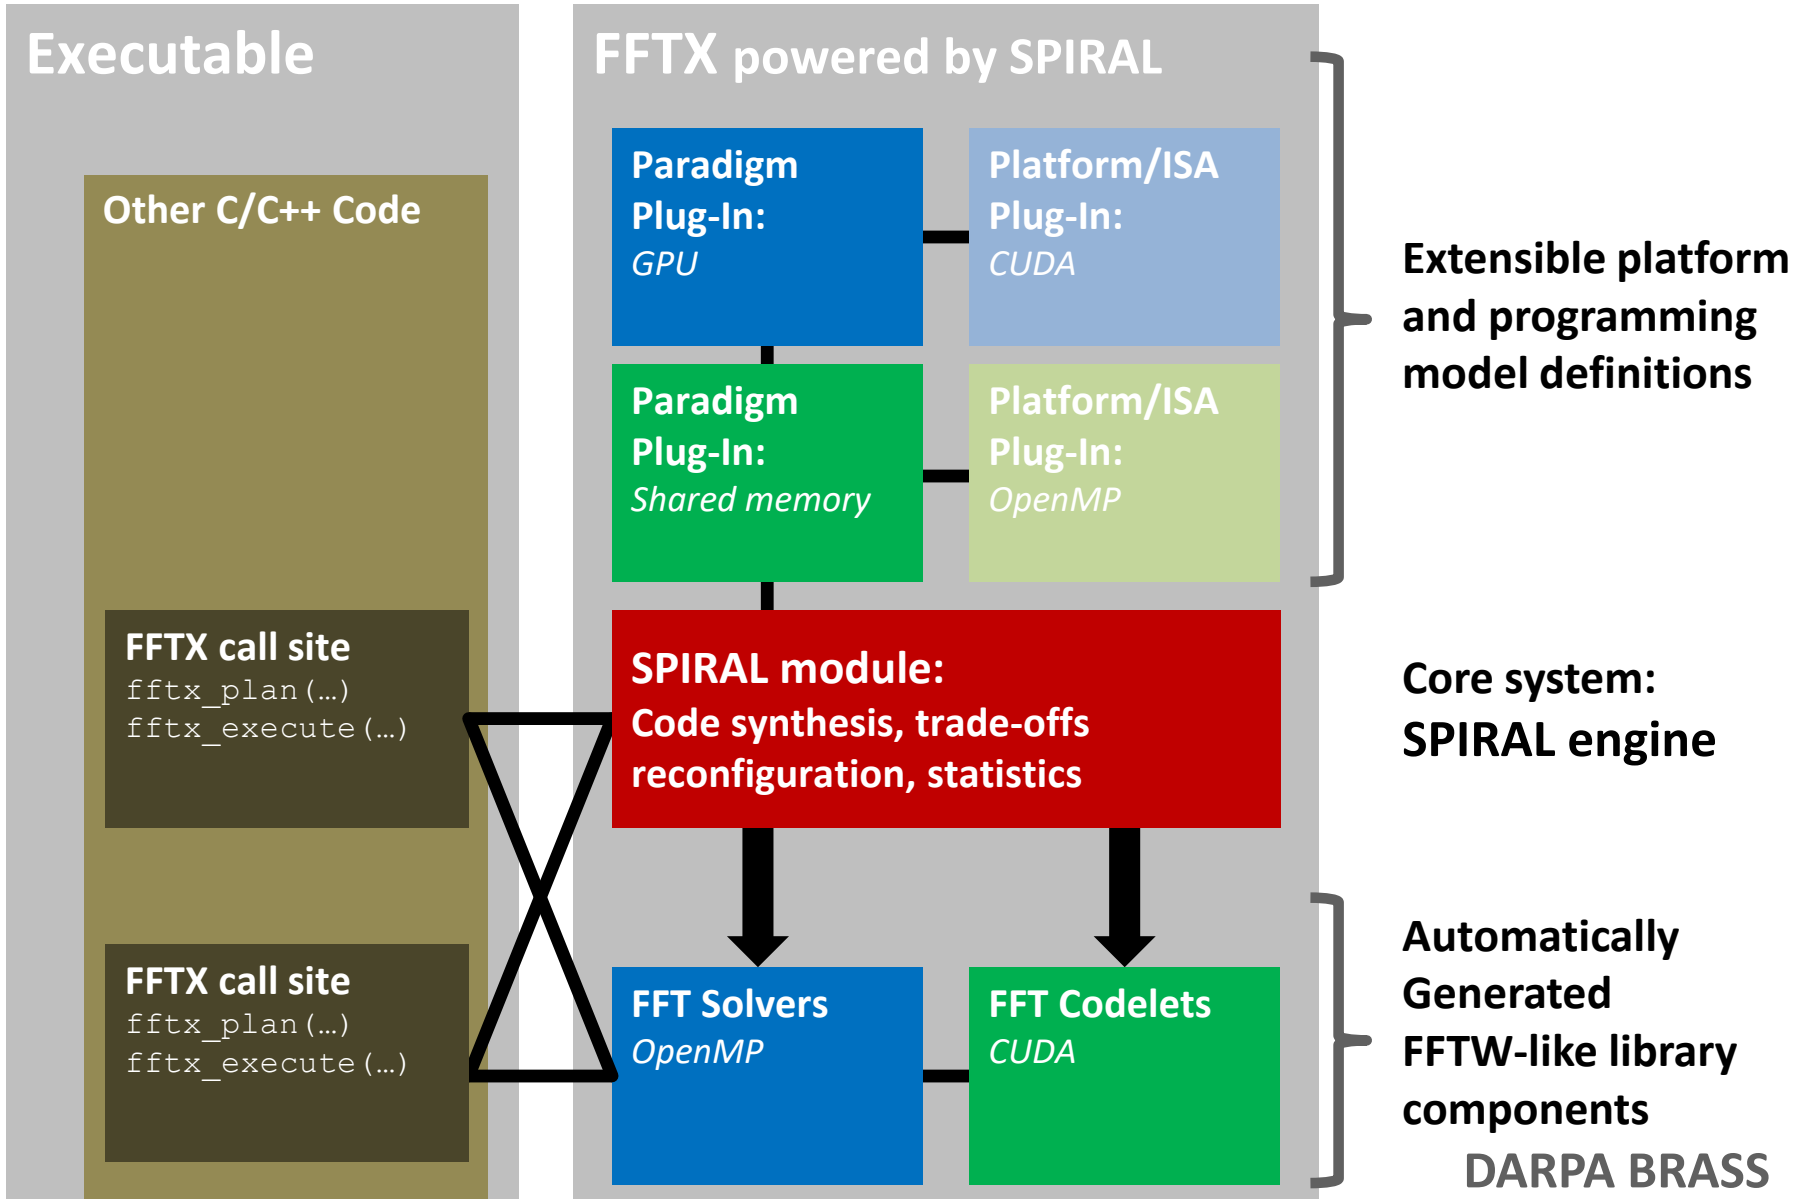 Executable
Other C/C++ Code
FFTX call site
fftx_plan(…)
fftx_execute(…)
FFTX call site
fftx_plan(…)
fftx_execute(…)
FFTX powered by SPIRAL
Paradigm
Plug-In:
GPU
Platform/ISA
Plug-In:
CUDA
Paradigm
Plug-In:
Shared memory
Platform/ISA
Plug-In:
OpenMP
SPIRAL module:
Code synthesis, trade-offs
reconfiguration, statistics
FFT Solvers
OpenMP
FFT Codelets
CUDA
Extensible platform
and programming
model definitions
Core system:
SPIRAL engine
Automatically
Generated
FFTW-like library
components
DARPA BRASS